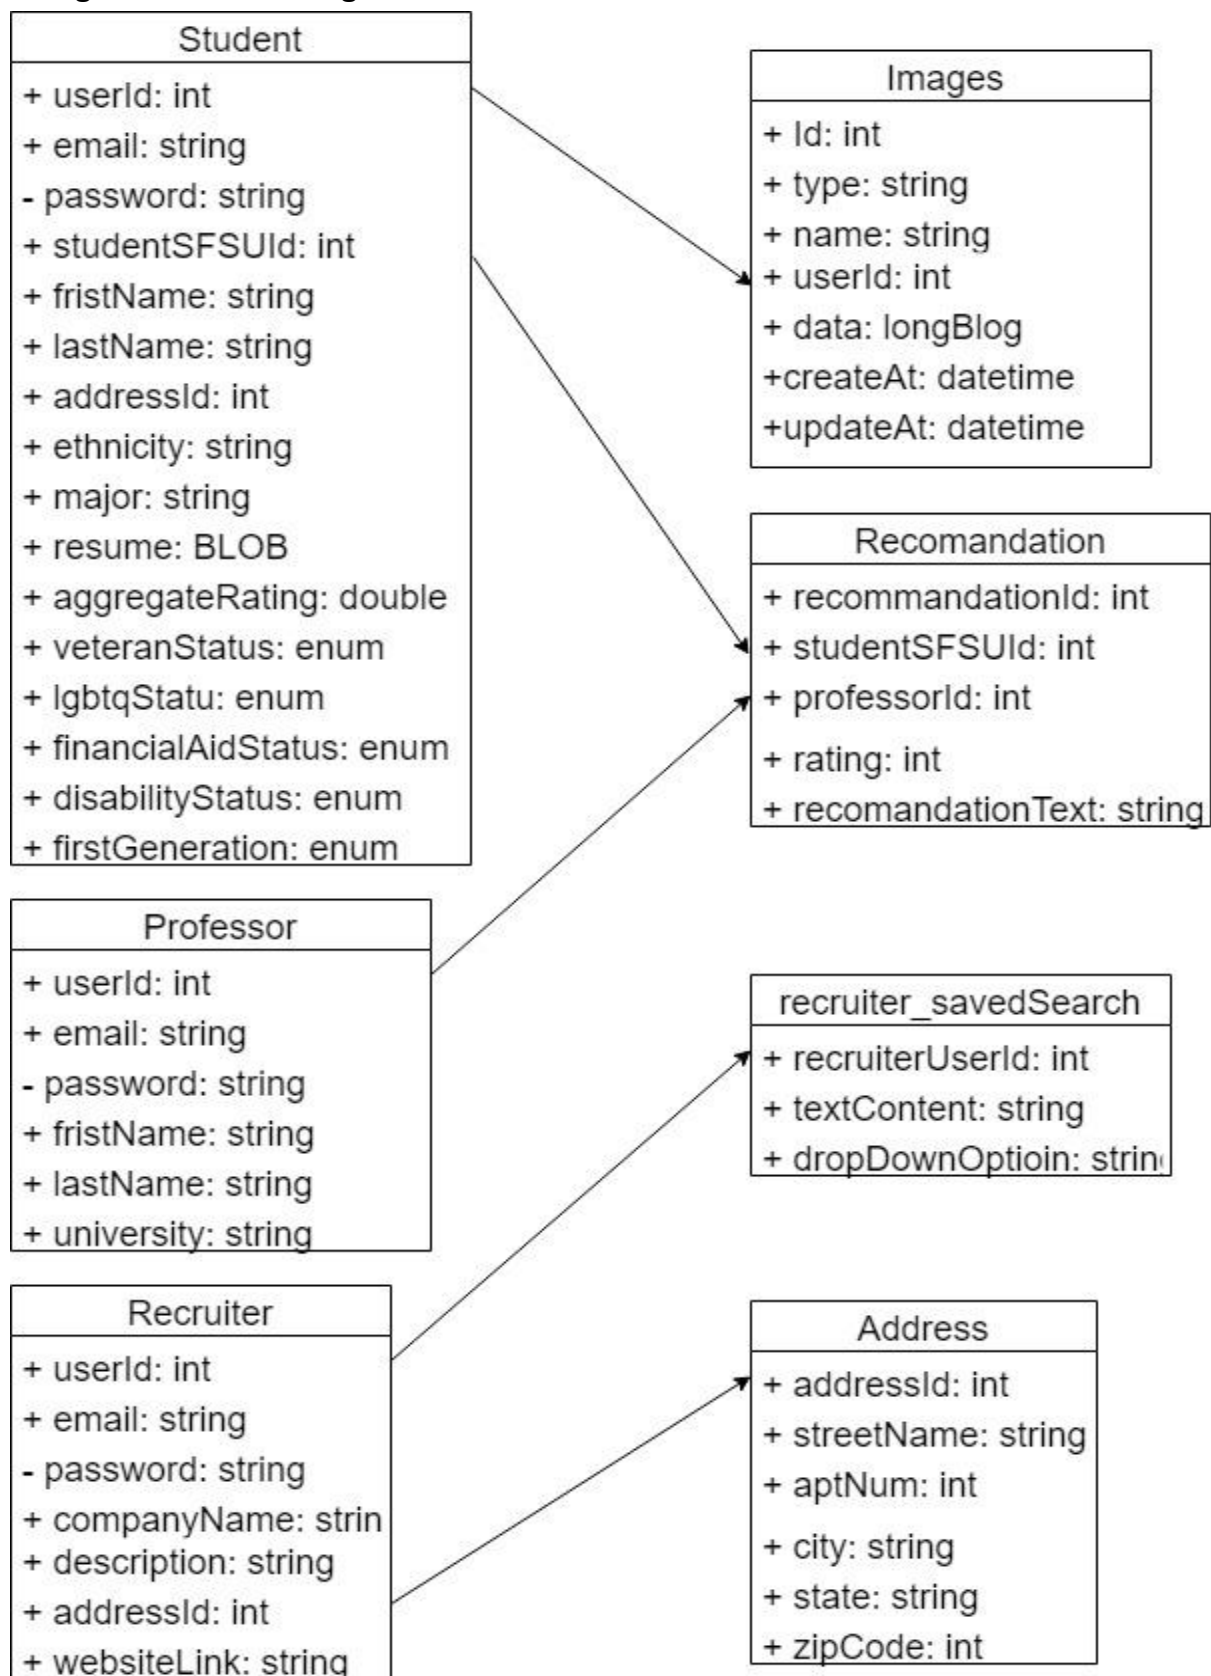 Student
+ userId: int
+ email: string
- password: string
+ studentSFSUId: int
+ fristName: string
+ lastName: string
+ addressId: int
+ ethnicity: string
+ major: string
+ resume: BLOB
+ aggregateRating: double
+ veteranStatus: enum
+ lgbtqStatu: enum
+ financialAidStatus: enum
+ disabilityStatus: enum
+ firstGeneration: enum
Images
+ Id: int
+ type: string
+ name: string
+ userId: int
+ data: longBlog
+createAt: datetime
+updateAt: datetime
Recomandation
+ recommandationId: int
+ studentSFSUId: int
+ professorId: int
+ rating: int
+ recomandationText: string
Professor
+ userId: int
+ email: string
- password: string
+ fristName: string
+ lastName: string
+ university: string
recruiter_savedSearch
+ recruiterUserId: int
+ textContent: string
+ dropDownOptioin: strin
Recruiter
+ userId: int
+ email: string
- password: string
+ companyName: strin
+ description: string
+ addressId: int
+ websiteLink: string
Address
+ addressId: int
+ streetName: string
+ aptNum: int
+ city: string
+ state: string
+ zipCode: int